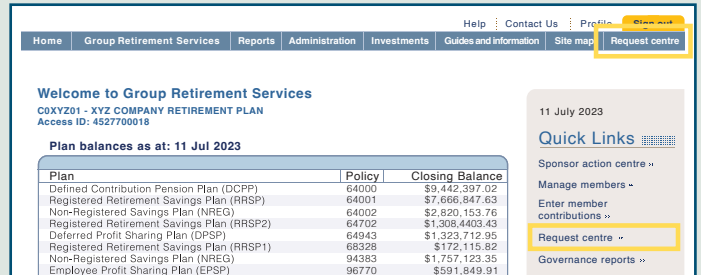 Help Contact Us Profile Sign out
Home Group Retirement Services Reports Administration Investments Guides and information Site map Request centre
Welcome to Group Retirement Services
C0XYZ01 - XYZ COMPANY RETIREMENT PLAN
Access ID: 4527700018
Plan balances as at: 11 Jul 2023
Plan Policy Closing Balance
Defined Contribution Pension Plan (DCPP) 64000 $9,442,397.02
Registered Retirement Savings Plan (RRSP) 64001 $7,666,847.63
Non-Registered Savings Plan (NREG) 64002 $2,820,153.76
Registered Retirement Savings Plan (RRSP2) 64702 $1,308,4403.43
Deferred Profit Sharing Plan (DPSP) 64943 $1,323,712.95
Registered Retirement Savings Plan (RRSP1) 68328 $172,115.82
Non-Registered Savings Plan (NREG) 94383 $1,757,123.35
Employee Profit Sharing Plan (EPSP) 96770 $591,849.91
11 July 2023
Quick Links
Sponsor action centre »
Manage members »
Enter member
contributions »
Request centre »
Governance reports »